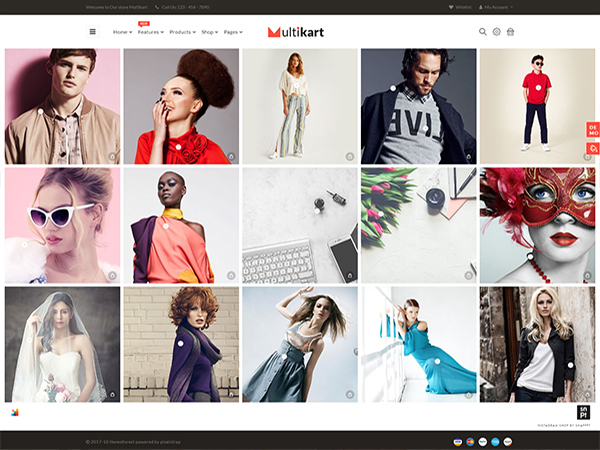 Welcome to Our store Multikart
Call Us: 123 - 456 - 7890
Wishlist
My Account
NEW
Home
Features
Products
Shop
Pages
Multikart
DE
MO
LIVE
INSTAGRAM SHOP BY SNAPPT
© 2017-18 themeforest powered by pixelstrap